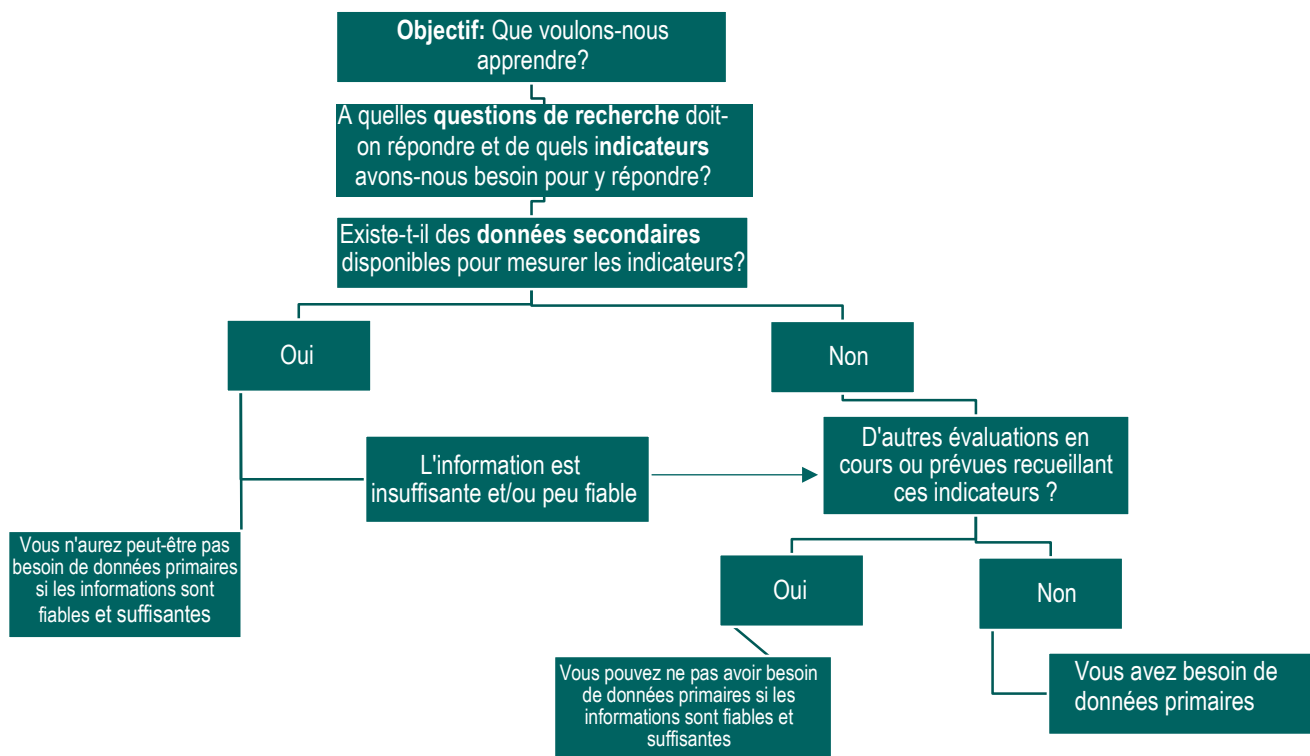 Objectif: Que voulons-nous
apprendre?
A quelles questions de recherche doit-
on répondre et de quels indicateurs
avons-nous besoin pour y répondre?
Existe-t-il des données secondaires
disponibles pour mesurer les indicateurs?
Oui
Non
L'information est
insuffisante et/ou peu fiable
D'autres évaluations en
cours ou prévues recueillant
ces indicateurs ?
Vous n'aurez peut-être pas
besoin de données primaires
si les informations sont
fiables et suffisantes
Oui
Non
Vous pouvez ne pas avoir besoin
de données primaires si les
informations sont fiables et
suffisantes
Vous avez besoin de
données primaires